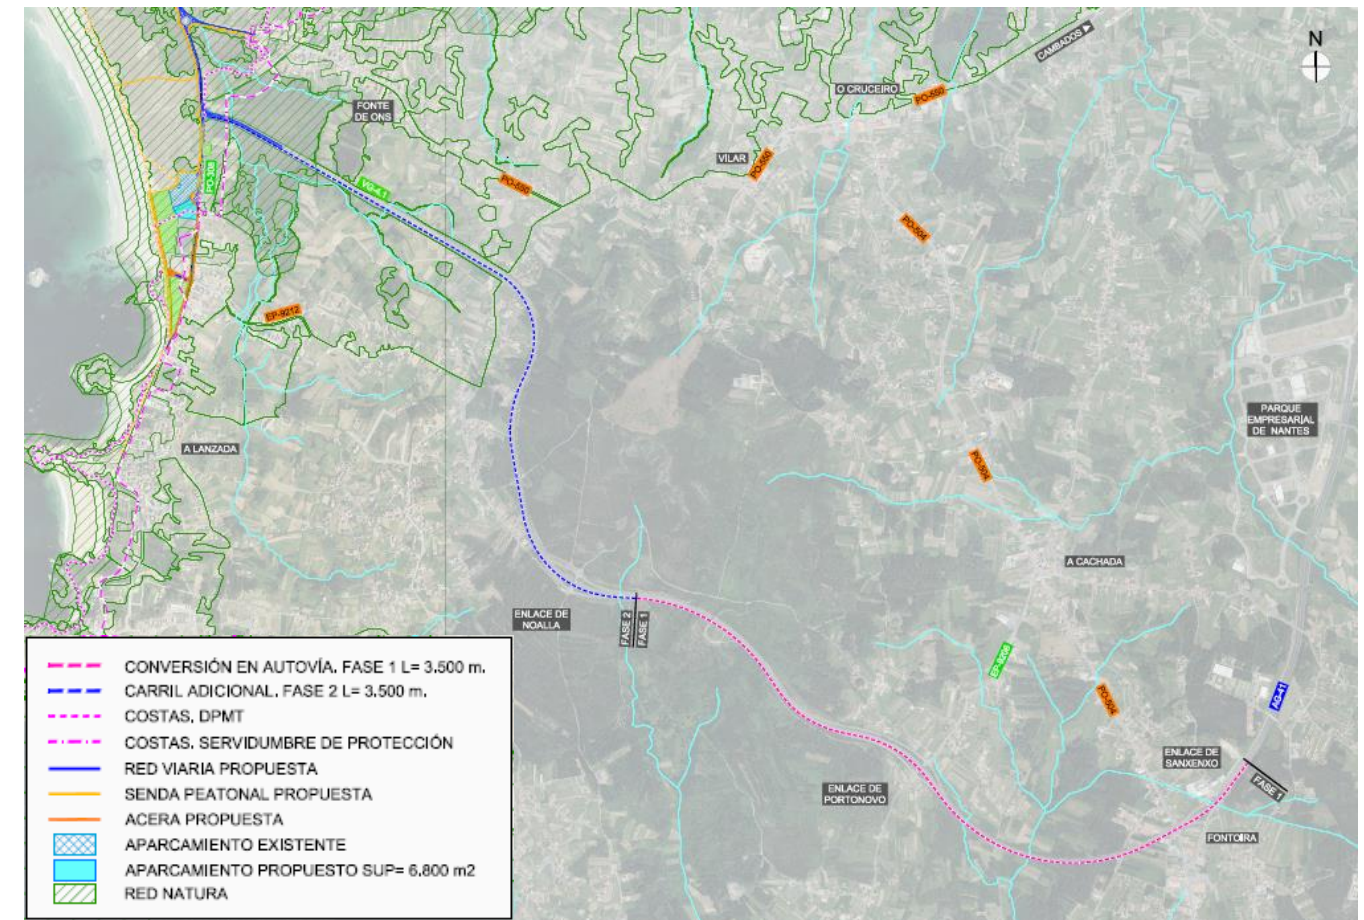 N
CAMBADOS
O CRUCEIRO
PO-550
FONTE
DE ONS
VILAR
PO-550
PO-308
VG-4.1
PO-550
PO-504
EP-9212
PARQUE
EMPRESARIAL
DE NANTES
A LANZADA
PO-504
A CACHADA
ENLACE DE
NOALLA
FASE 2
FASE 1
PO-504
AG-41
ENLACE DE
SANXENXO
FASE 1
ENLACE DE
PORTONOVO
FONTOIRA
CONVERSIÓN EN AUTOVÍA. FASE 1 L= 3.500 m.
CARRIL ADICIONAL. FASE 2 L= 3.500 m.
COSTAS. DPMT
COSTAS. SERVIDUMBRE DE PROTECCIÓN
RED VIARIA PROPUESTA
SENDA PEATONAL PROPUESTA
ACERA PROPUESTA
APARCAMIENTO EXISTENTE
APARCAMIENTO PROPUESTO SUP= 6.800 m2
RED NATURA